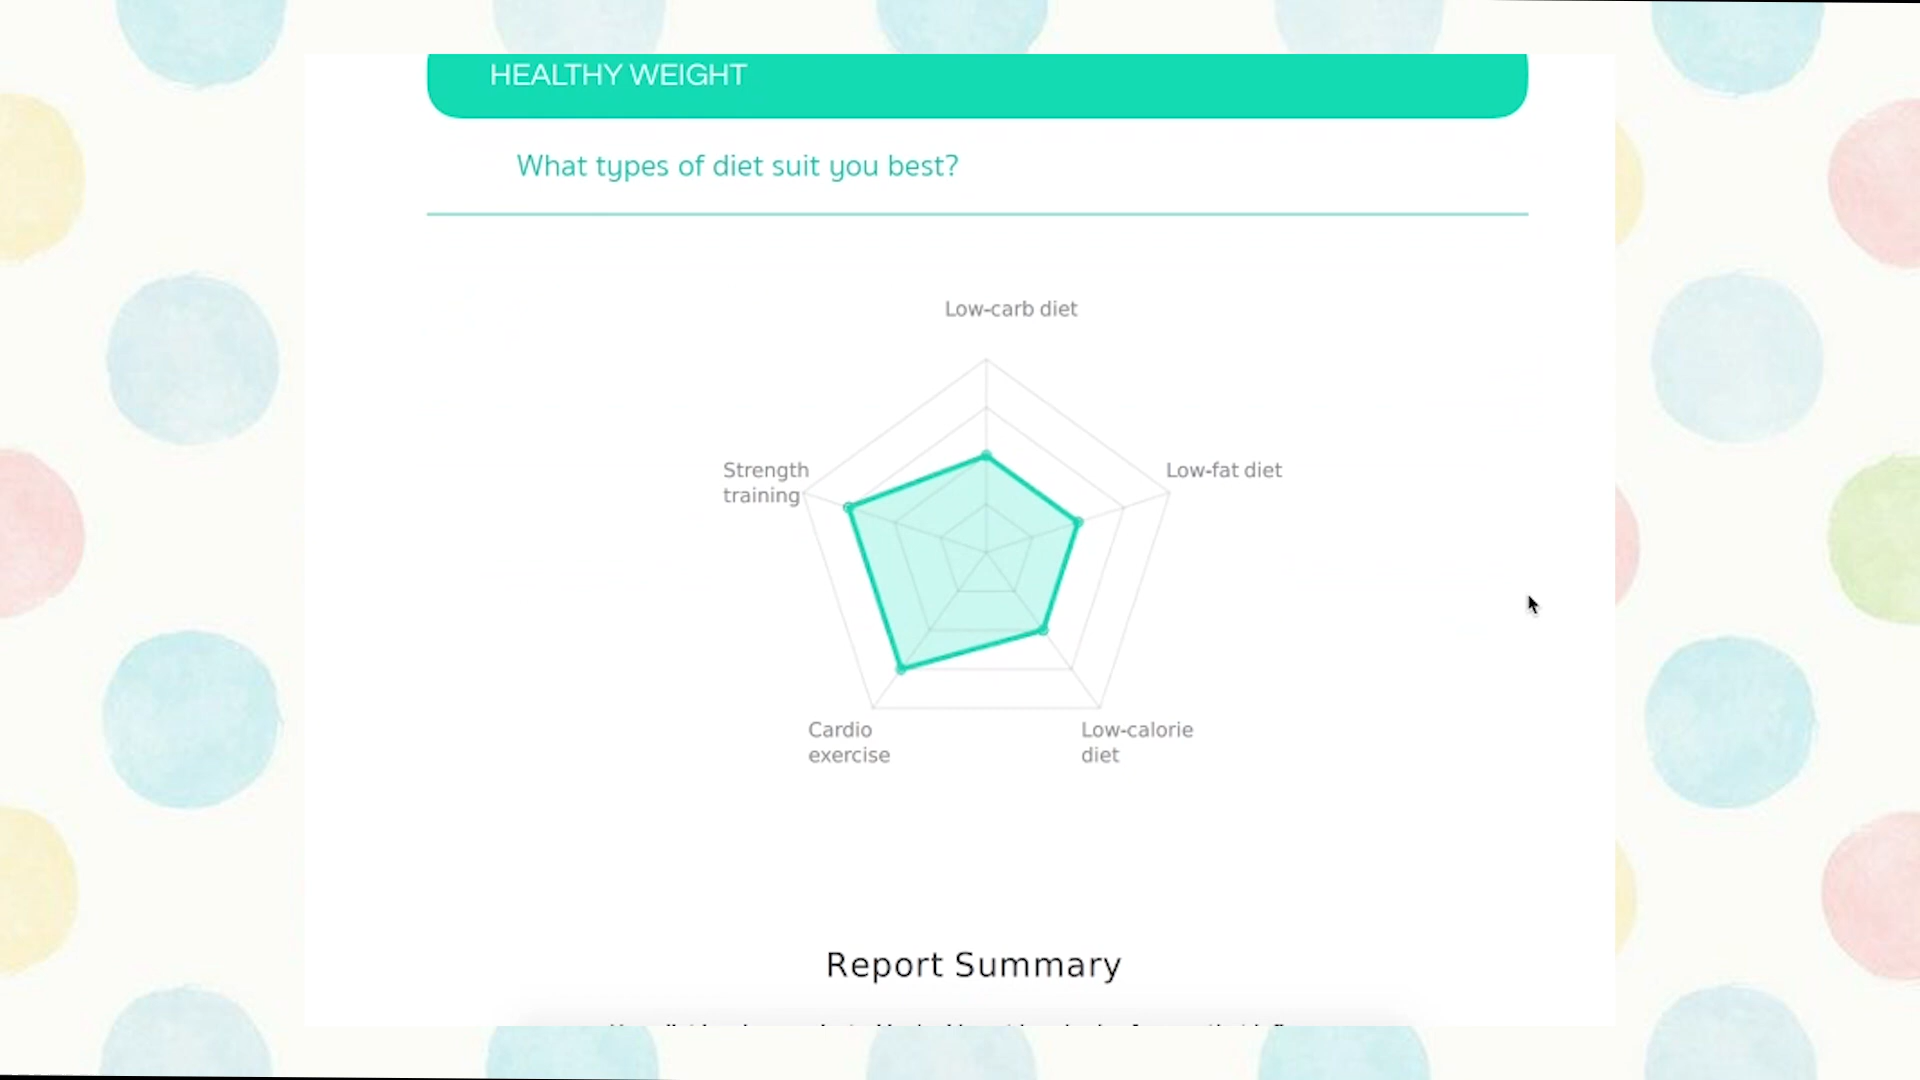 HEALTHY WEIGHT
What types of diet suit you best?
Low-carb diet
Strength
training
Low-fat diet
Cardio
exercise
Low-calorie
diet
Report Summary